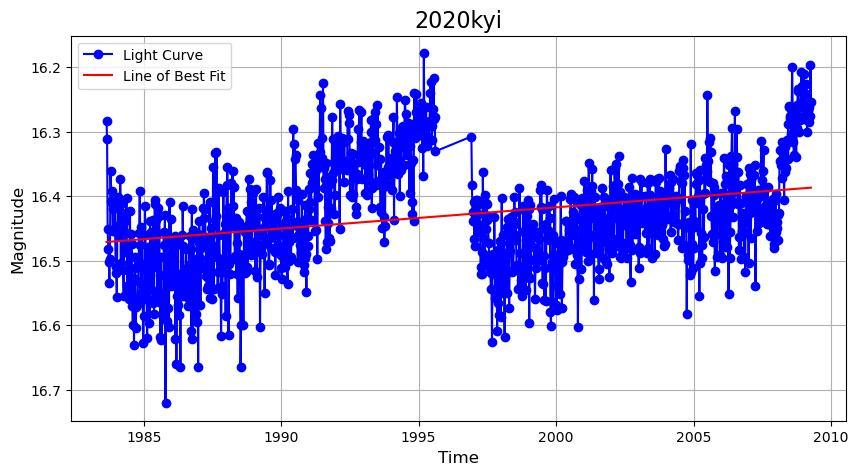 2020kyi
Light Curve
Line of Best Fit
16.2
16.3
16.4
16.5
16.6
16.7
Magnitude
1985 1990 1995 2000 2005 2010
Time